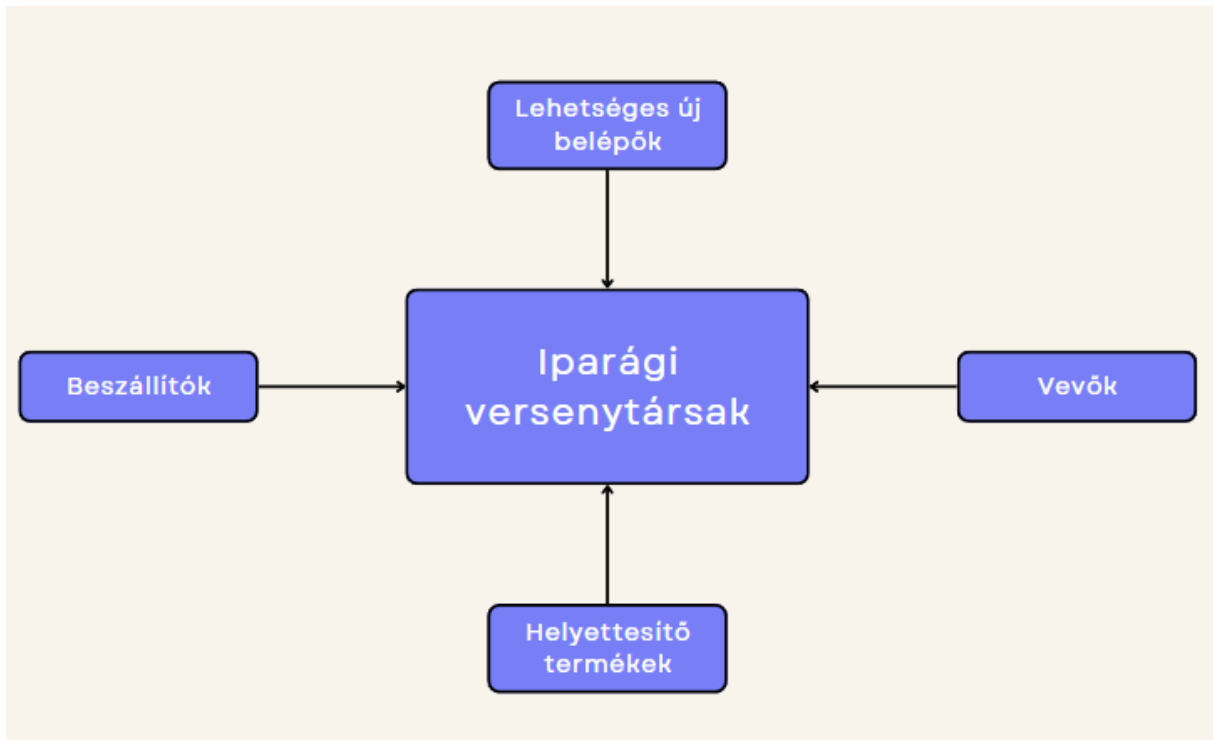 Lehetséges új
belépők
Iparági
versenytársak
Beszállítók
Vevők
Helyettesítő
termékek